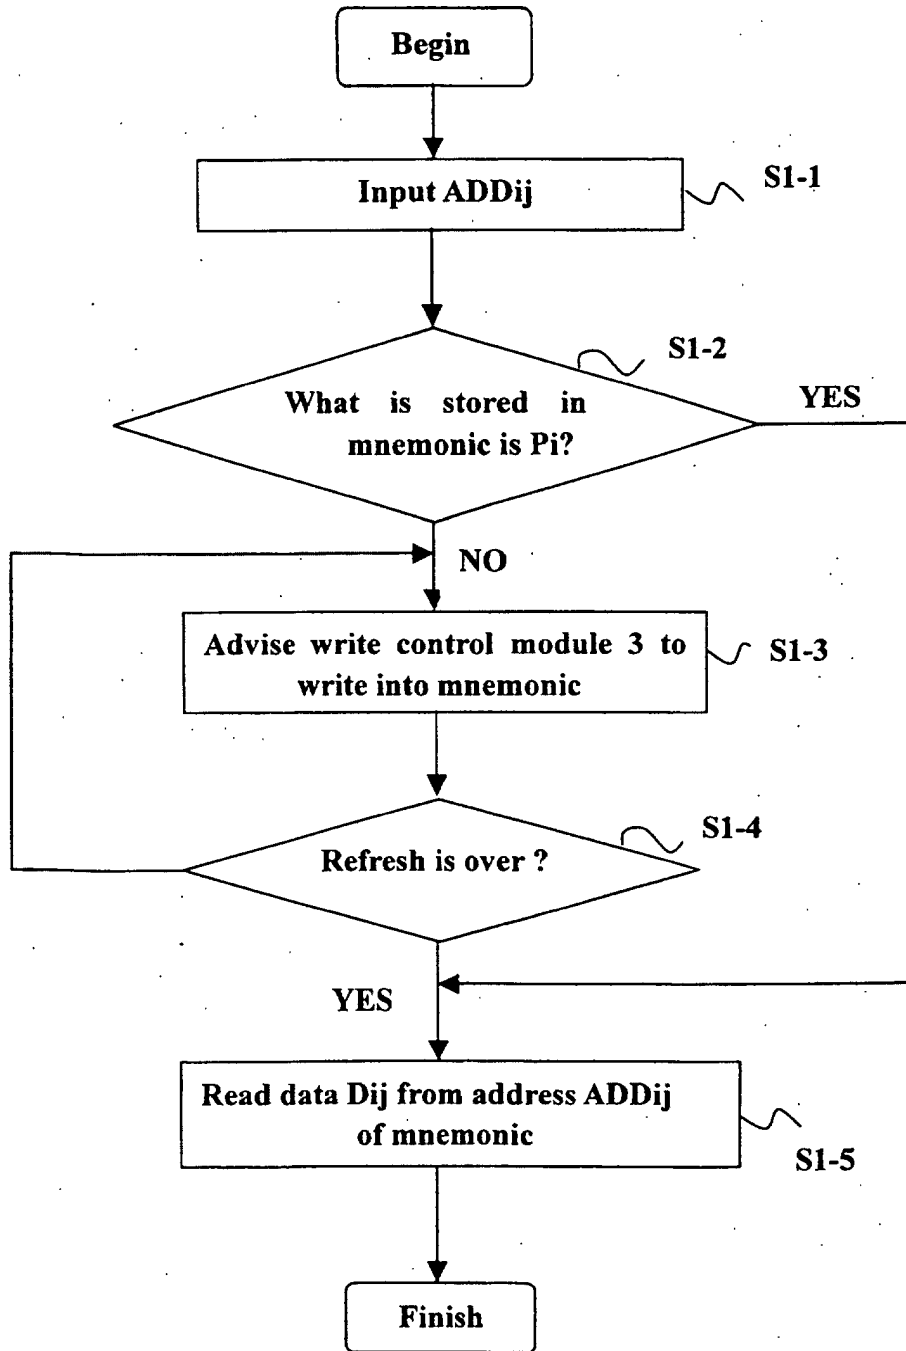 Begin
Input ADDij
S1-1
S1-2
What is stored in
mnemonic is Pi?
YES
NO
Advise write control module 3 to
write into mnemonic
S1-3
S1-4
Refresh is over ?
YES
Read data Dij from address ADDij
of mnemonic
S1-5
Finish